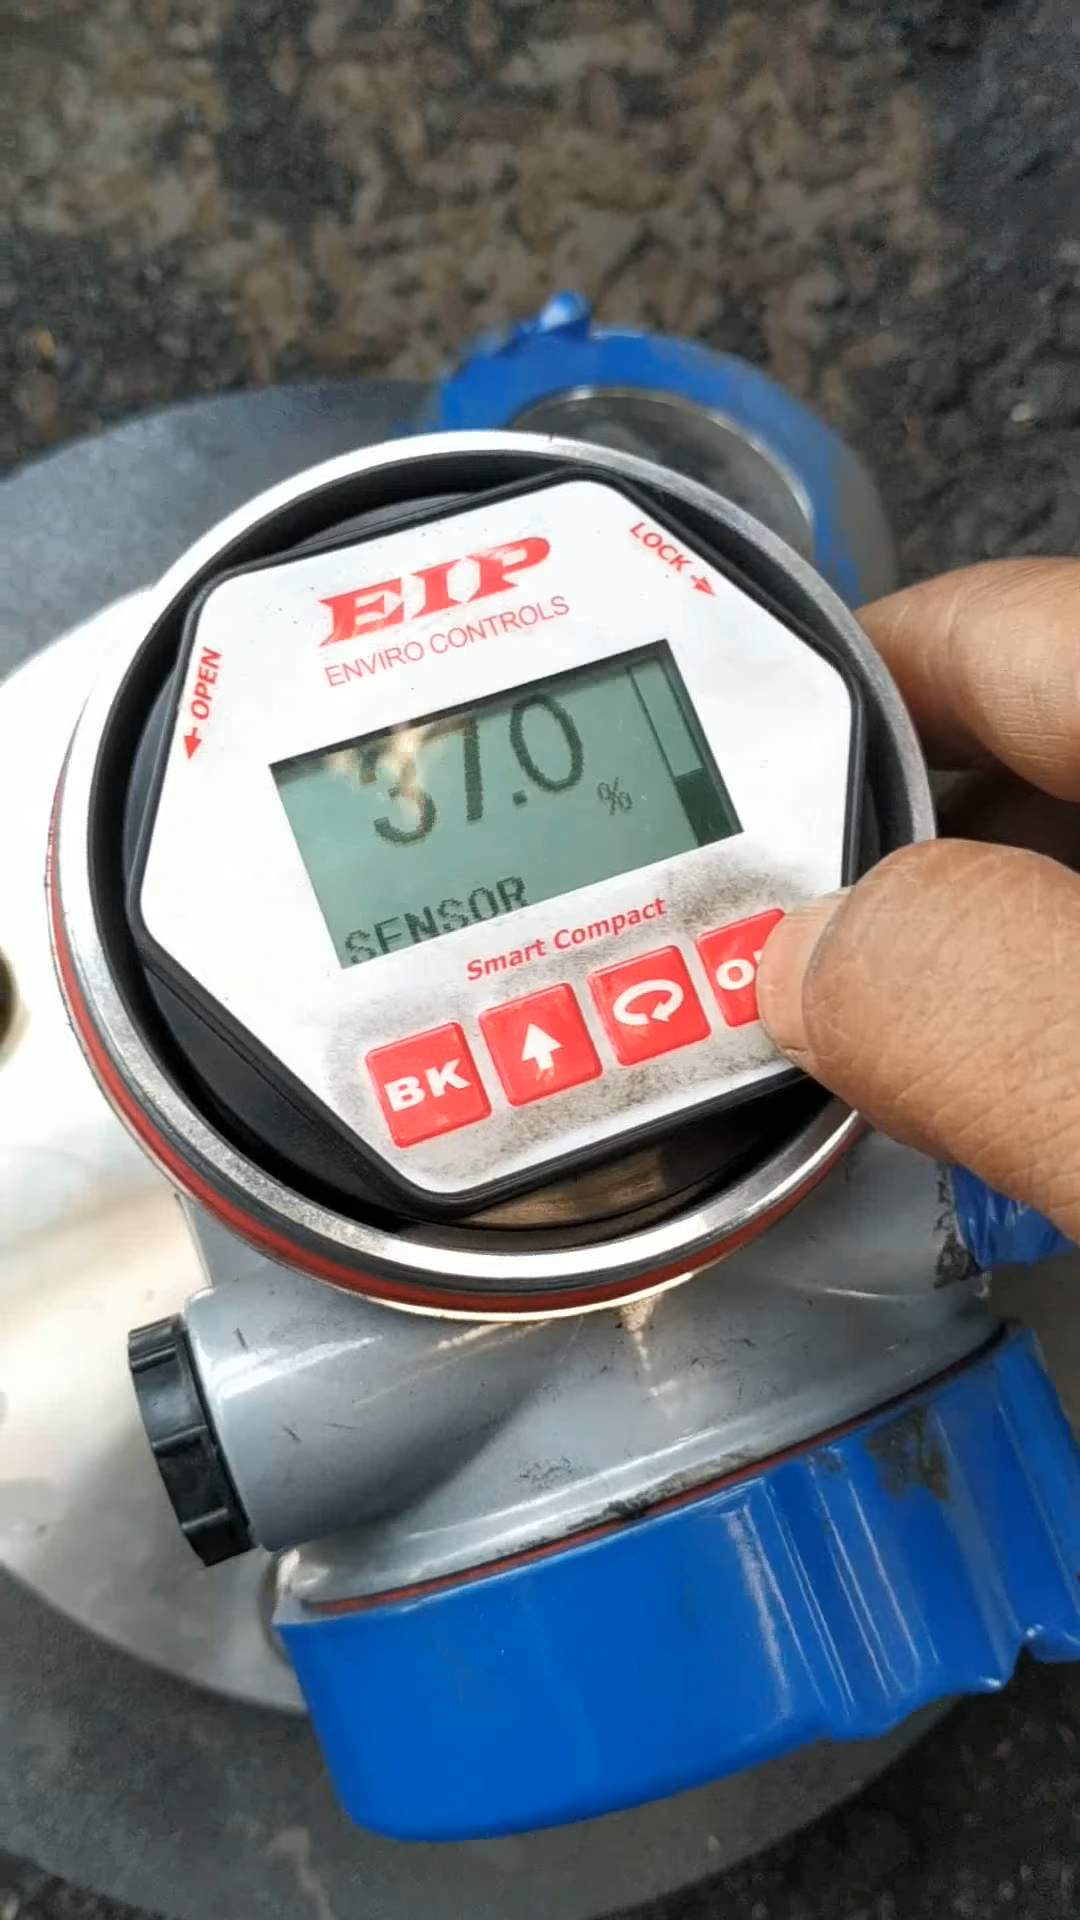 EIP
LOCK
ENVIRO CONTROLS
OPEN
37.0
%
SENSOR
Smart Compact
BK